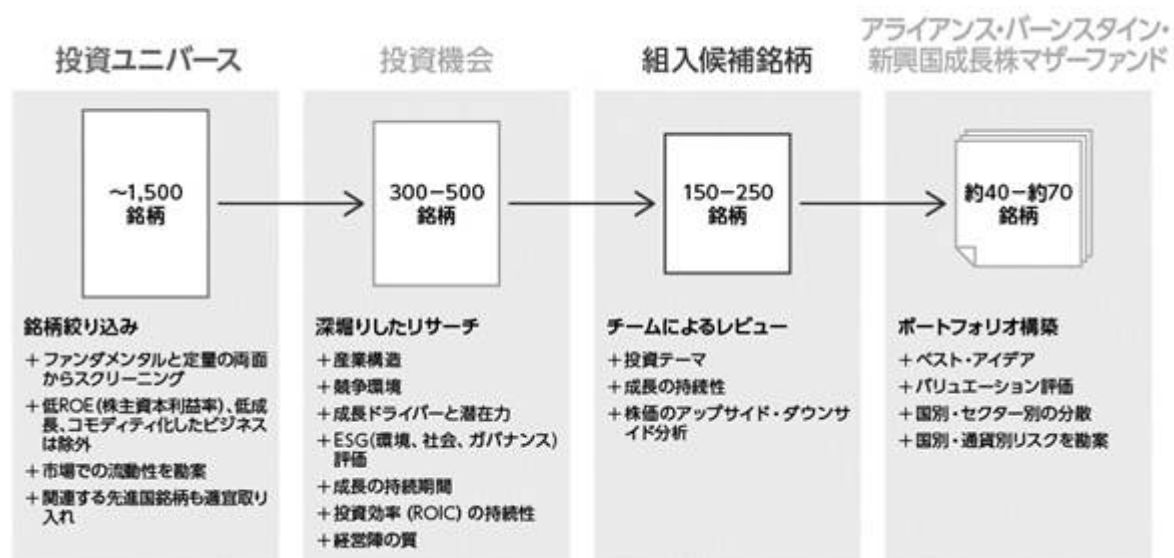 投資ユニバース
~1,500
銘柄
銘柄絞り込み
+ファンダメンタルと定量の両面
からスクリーニング
+低ROE(株主資本利益率)、低成
長、コモディティ化したビジネス
は除外
+市場での流動性を勘案
+関連する先進国銘柄も適宜取り
入れ
投資機会
300-500
銘柄
深堀りしたリサーチ
+産業構造
+競争環境
+成長ドライバーと潜在力
+ESG(環境、社会、ガバナンス)
評価
+成長の持続期間
+投資効率 (ROIC) の持続性
+経営陣の質
組入候補銘柄
150-250
銘柄
チームによるレビュー
+投資テーマ
+成長の持続性
+株価のアップサイド・ダウンサ
イド分析
アライアンス・バーンスタイン・
新興国成長株マザーファンド
約40-約70
銘柄
ポートフォリオ構築
+ベスト・アイデア
+バリュエーション評価
+国別・セクター別の分散
+国別・通貨別リスクを勘案